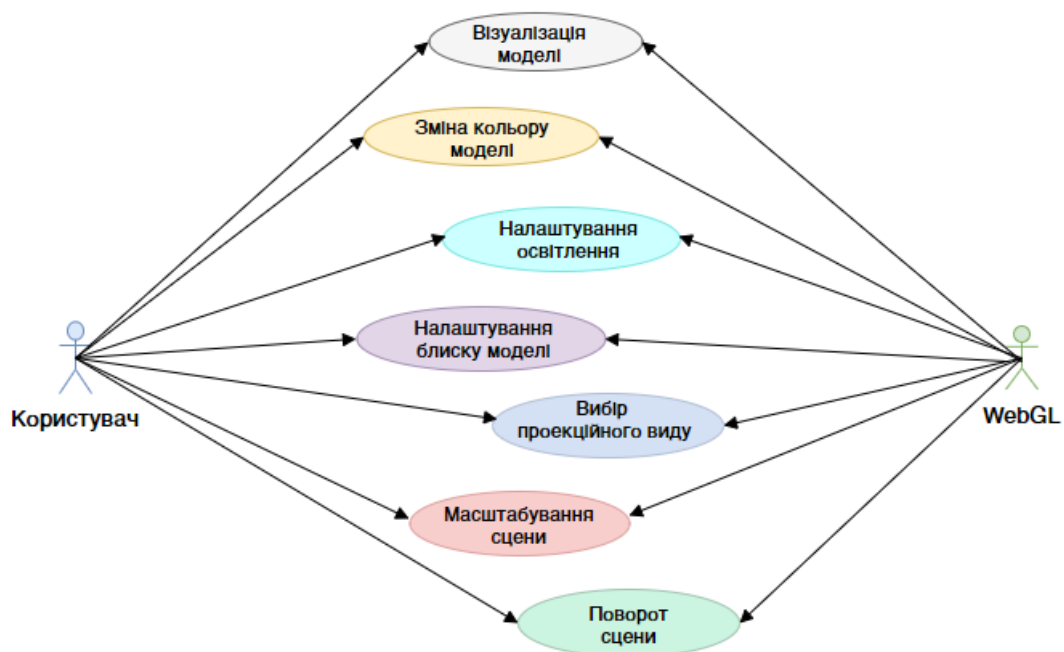 Візуалізація
моделі
Зміна кольору
моделі
Налаштування
освітлення
Налаштування
блиску моделі
Користувач
WebGL
Вибір
проекційного виду
Масштабування
сцени
Поворот
сцени